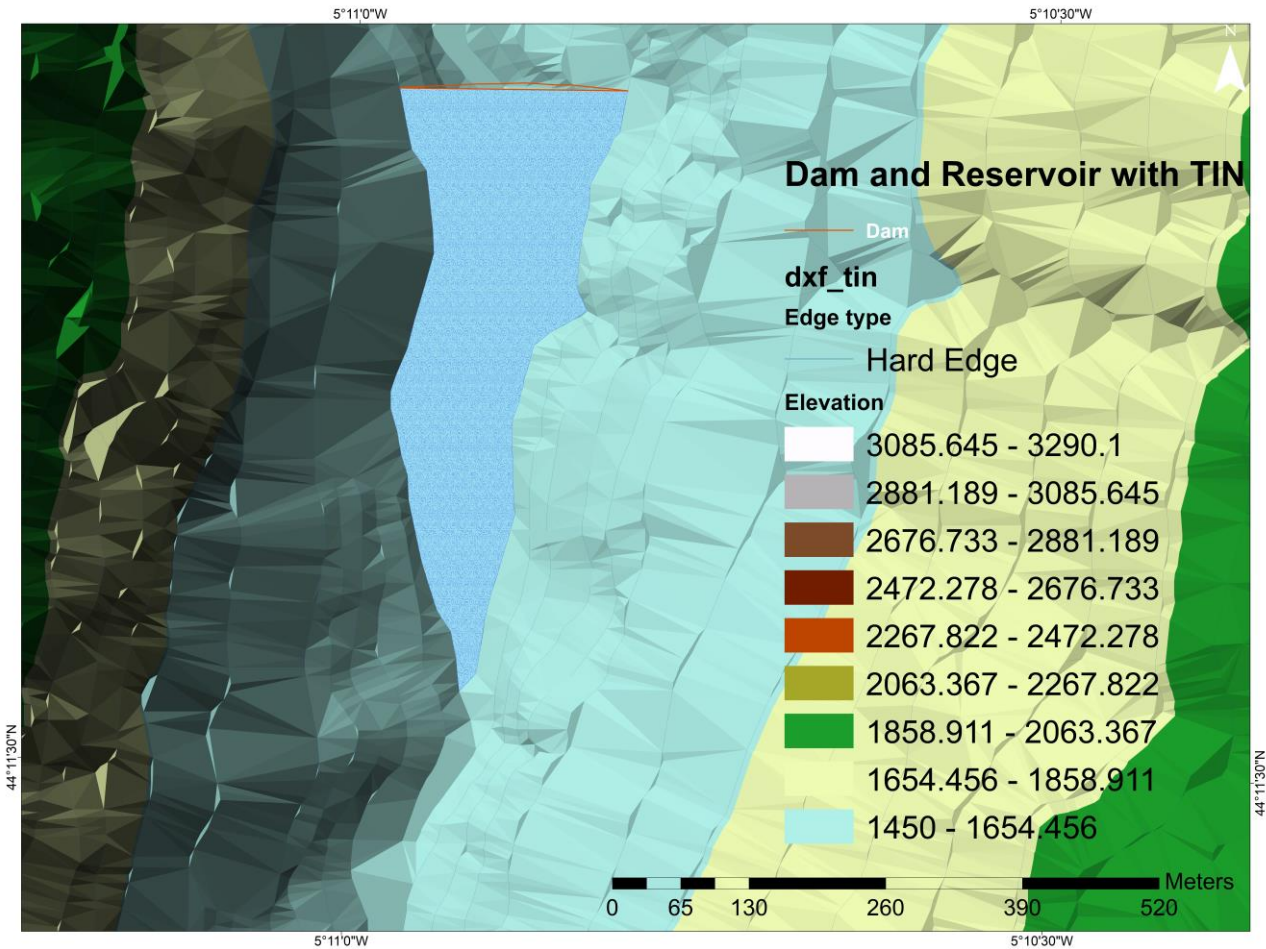 5°11'0"W 5°10'30"W
N
Dam and Reservoir with TIN
Dam
dxf_tin
Edge type
Hard Edge
Elevation
3085.645 - 3290.1
2881.189 - 3085.645
2676.733 - 2881.189
2472.278 - 2676.733
2267.822 - 2472.278
2063.367 - 2267.822
1858.911 - 2063.367
1654.456 - 1858.911
1450 - 1654.456
44°11'30"N 44°11'30"N
Meters
0 65 130 260 390 520
5°11'0"W 5°10'30"W